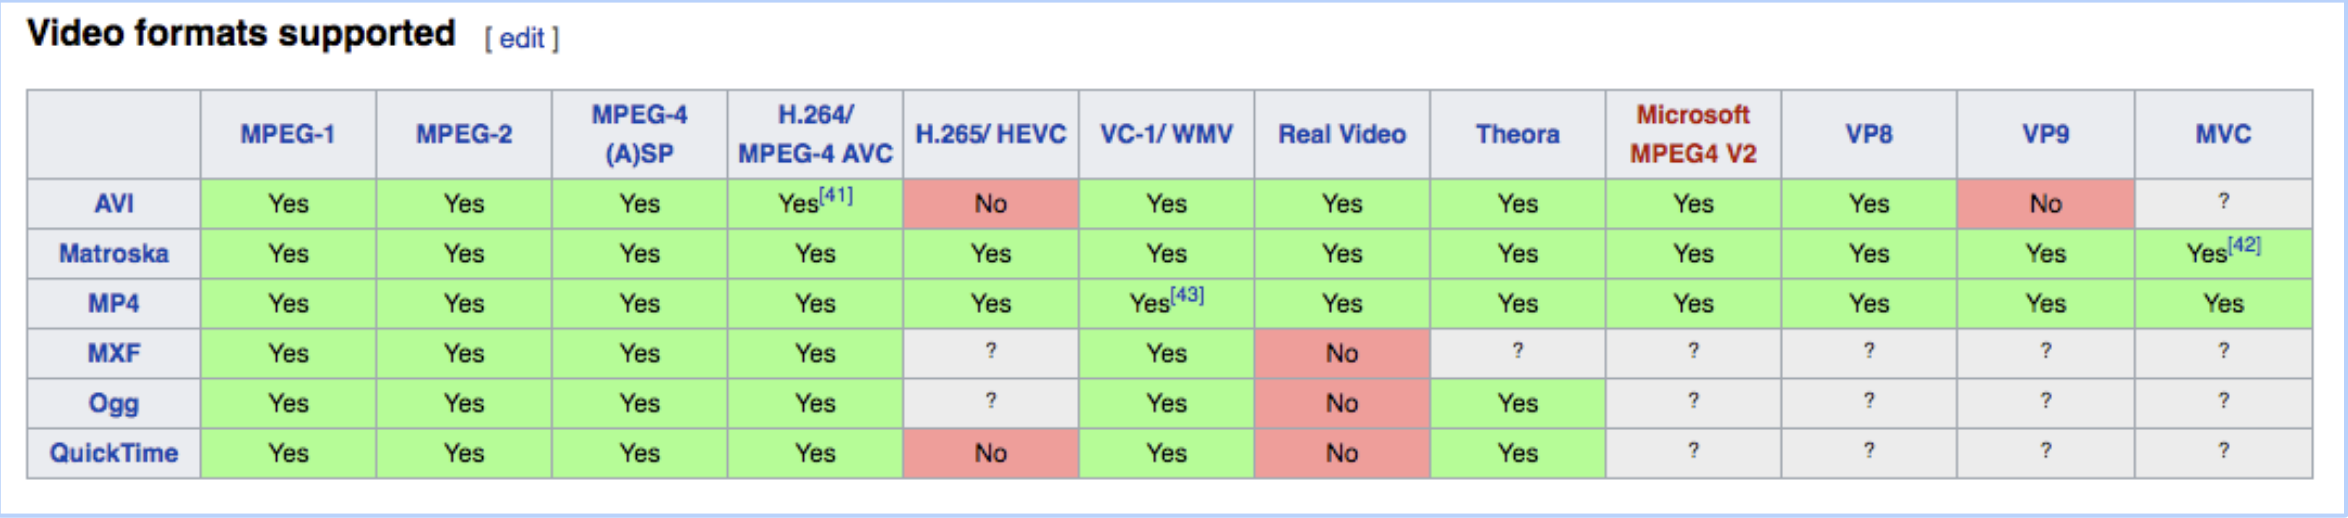 Video formats supported [ edit ]
MPEG-1 MPEG-2 MPEG-4 (A)SP H.264/ MPEG-4 AVC H.265/ HEVC VC-1/ WMV Real Video Theora Microsoft MPEG4 V2 VP8 VP9 MVC
AVI Yes Yes Yes Yes[41] No Yes Yes Yes Yes Yes No ?
Matroska Yes Yes Yes Yes Yes Yes Yes Yes Yes Yes Yes Yes[42]
MP4 Yes Yes Yes Yes Yes Yes[43] Yes Yes Yes Yes Yes Yes
MXF Yes Yes Yes Yes ? Yes No ? ? ? ? ?
Ogg Yes Yes Yes Yes ? Yes No Yes ? ? ? ?
QuickTime Yes Yes Yes Yes No Yes No Yes ? ? ? ?